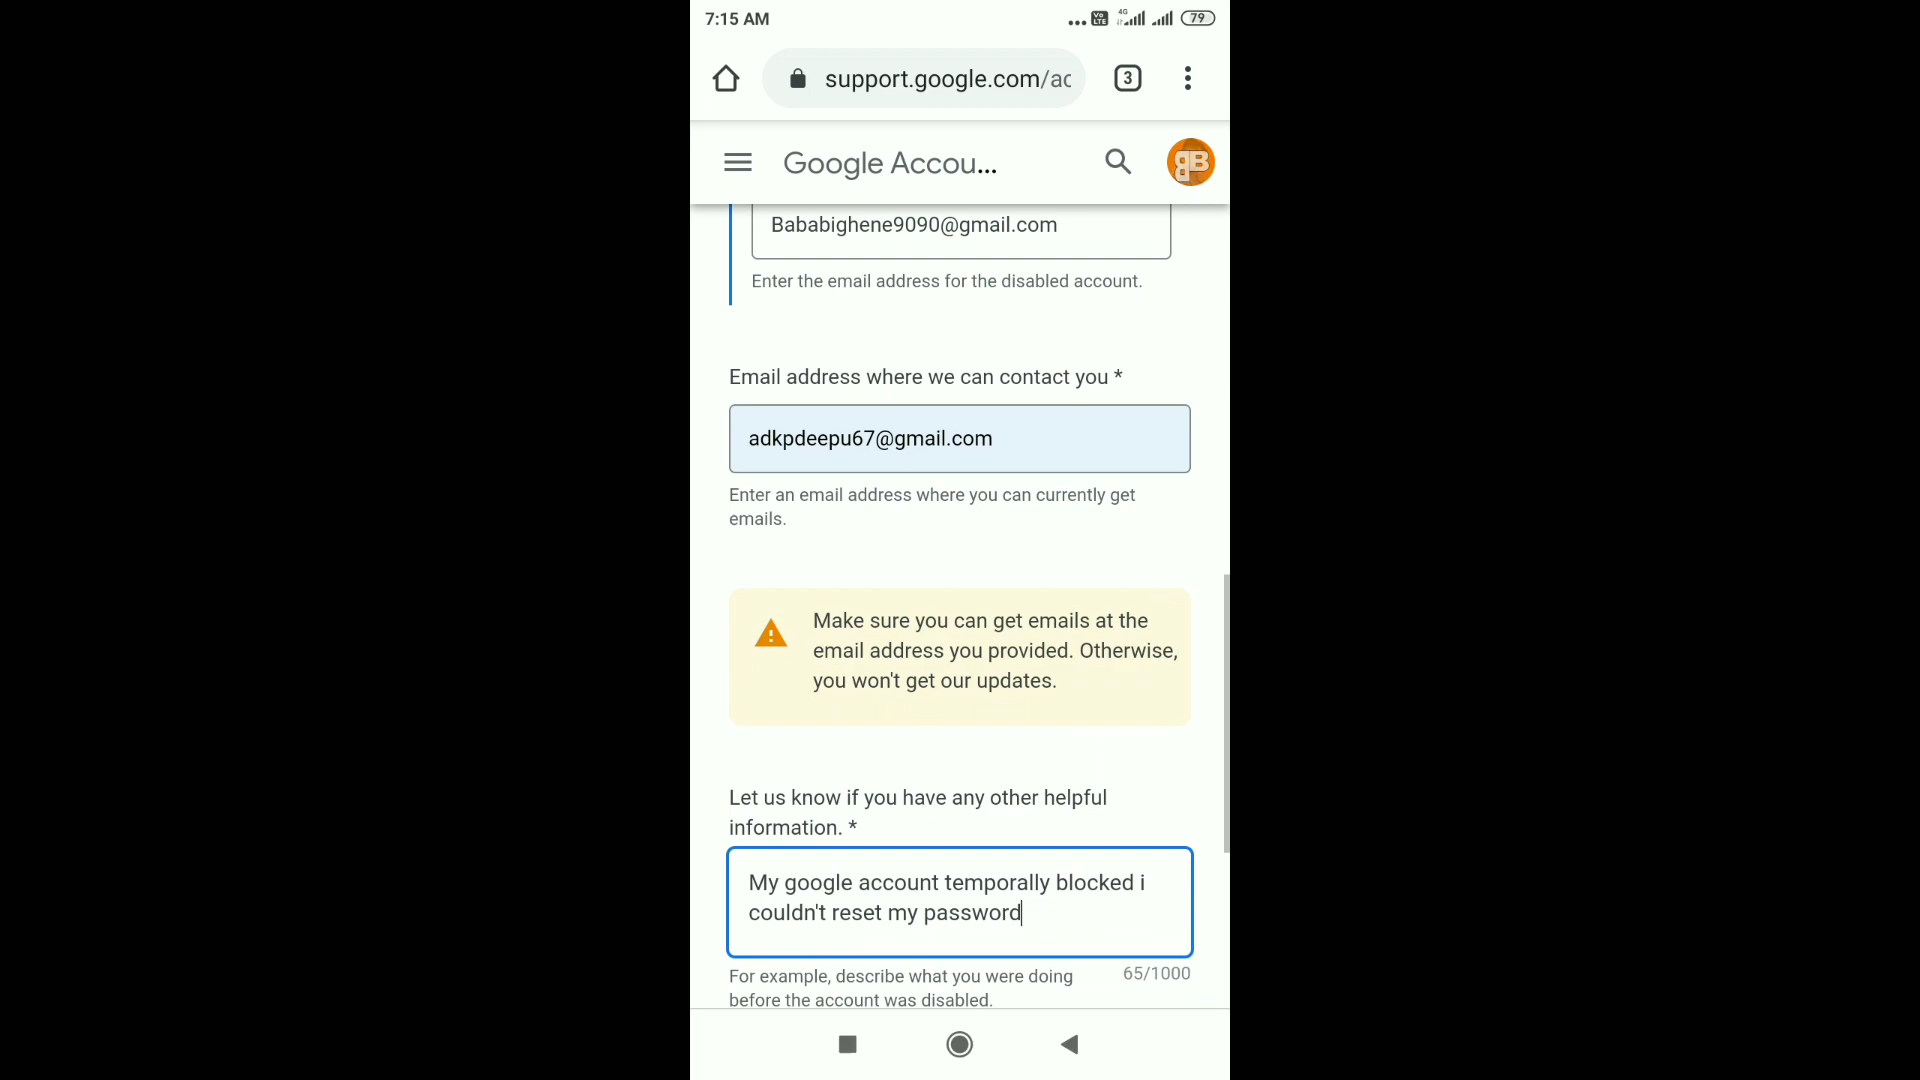 7:15 AM
Vo
LTE
4G
79
support.google.com/ac
3
Google Accou...
BB
Bababighene9090@gmail.com
Enter the email address for the disabled account.
Email address where we can contact you *
adkpdeepu67@gmail.com
Enter an email address where you can currently get
emails.
Make sure you can get emails at the
email address you provided. Otherwise,
you won't get our updates.
Let us know if you have any other helpful
information. *
My google account temporally blocked i
couldn't reset my password
For example, describe what you were doing
65/1000
before the account was disabled.